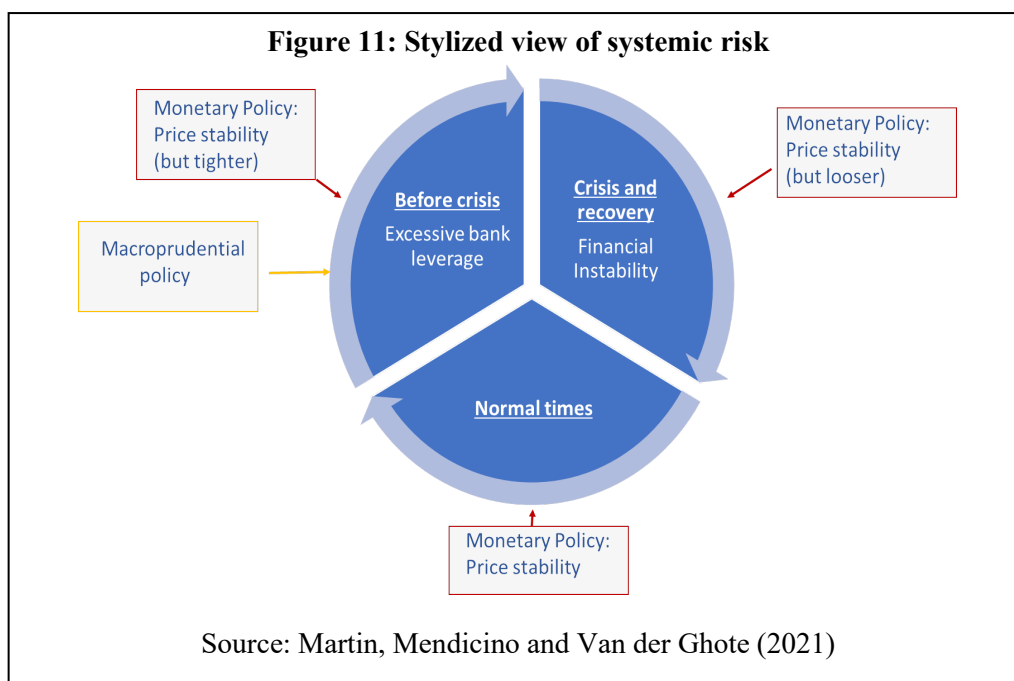 Figure 11: Stylized view of systemic risk
Monetary Policy:
Price stability
(but tighter)
Macroprudential
policy
Before crisis
Excessive bank
leverage
Crisis and
recovery
Financial
Instability
Monetary Policy:
Price stability
(but looser)
Normal times
Monetary Policy:
Price stability
Source: Martin, Mendicino and Van der Ghote (2021)